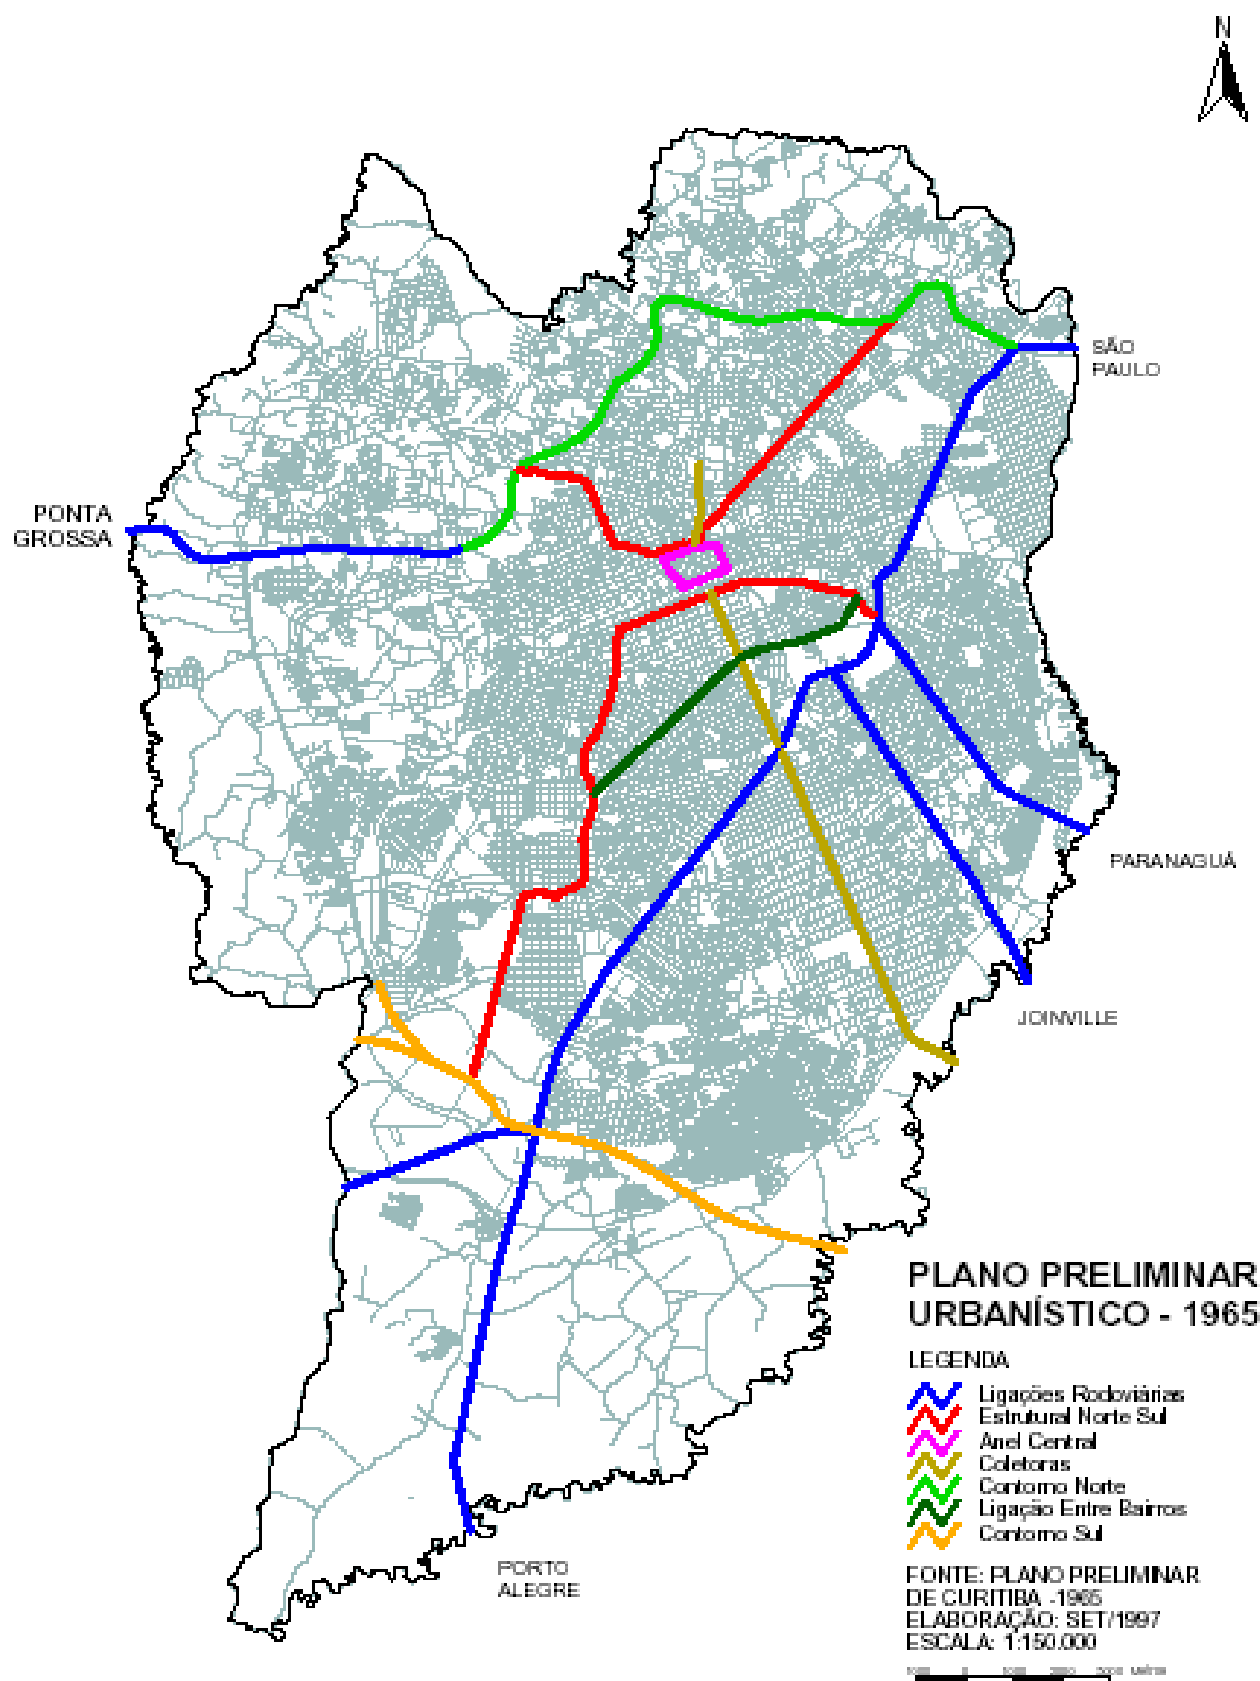 N
SÃO
PAULO
PONTA
GROSSA
PARANAGUÁ
JOINVILLE
PORTO
ALEGRE
PLANO PRELIMINAR
URBANÍSTICO - 1965
LEGENDA
Ligações Rodoviárias
Estrutural Norte Sul
Anel Central
Coletoras
Contorno Norte
Ligação Entre Bairros
Contorno Sul
FONTE: PLANO PRELIMINAR
DE CURITIBA -1965
ELABORAÇÃO: SET/1997
ESCALA: 1:150.000
0